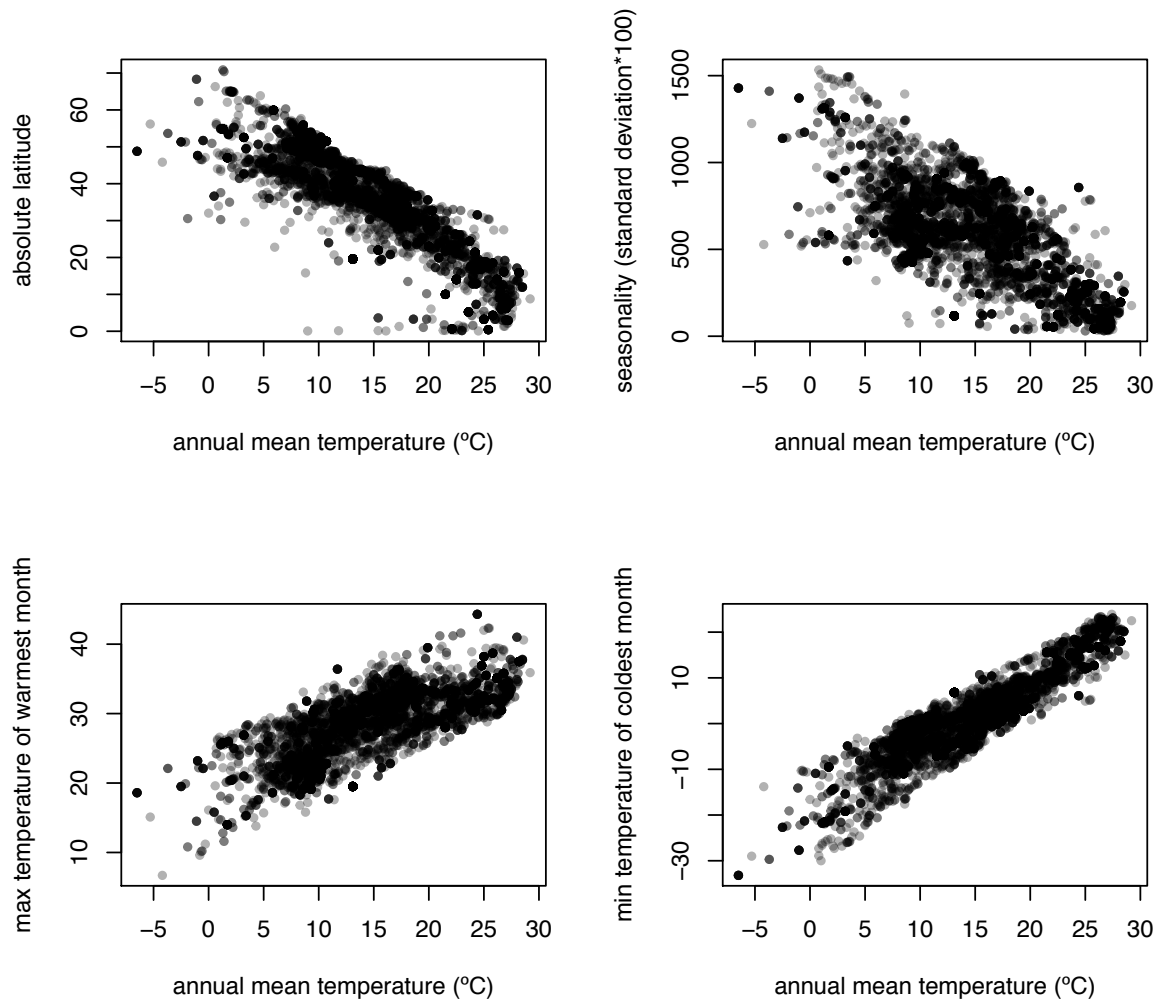 absolute latitude
0 20 40 60
−5 0 5 10 15 20 25 30
annual mean temperature (ºC)
seasonality (standard deviation*100)
0 500 1000 1500
−5 0 5 10 15 20 25 30
annual mean temperature (ºC)
max temperature of warmest month
10 20 30 40
−5 0 5 10 15 20 25 30
annual mean temperature (ºC)
min temperature of coldest month
−30 −10 10
−5 0 5 10 15 20 25 30
annual mean temperature (ºC)